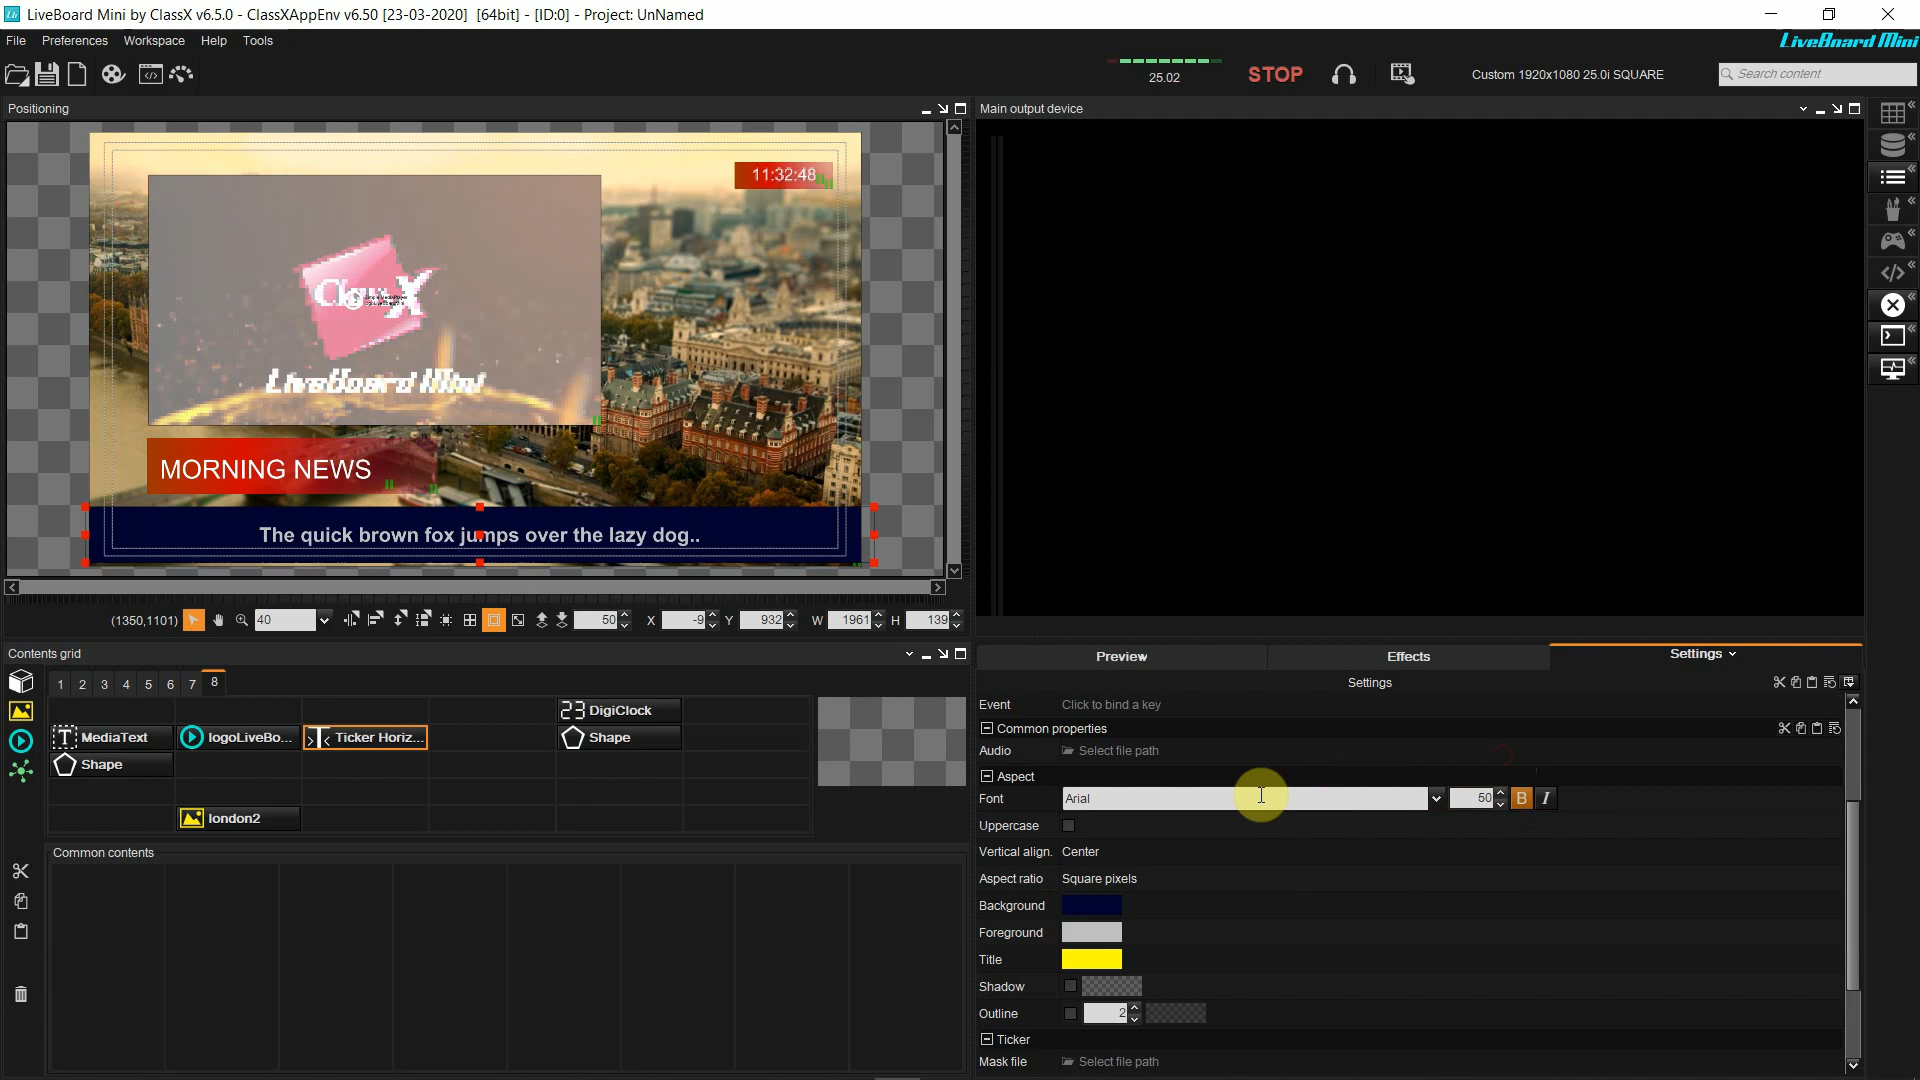 LiveBoard Mini by ClassX v6.5.0 - ClassXAppEnv v6.50 [23-03-2020] [64bit] - [ID:0] - Project: UnNamed
File Preferences Workspace Help Tools
LiveBoard Mini
25.02
STOP
Custom 1920x1080 25.0i SQUARE
Search content
Positioning
Main output device
11:32:48
ClassX
LiveBoard Mini
MORNING NEWS
The quick brown fox jumps over the lazy dog..
(1350,1101) 40 50 X -9 Y 932 W 1961 H 139
Contents grid
1 2 3 4 5 6 7 8
23 DigiClock
MediaText logoLiveBo... Ticker Horiz... Shape
Shape
london2
Common contents
Preview Effects Settings
Settings
Event Click to bind a key
Common properties
Audio Select file path
Aspect
Font Arial 50 B I
Uppercase
Vertical align. Center
Aspect ratio Square pixels
Background
Foreground
Title
Shadow
Outline 2
Ticker
Mask file Select file path